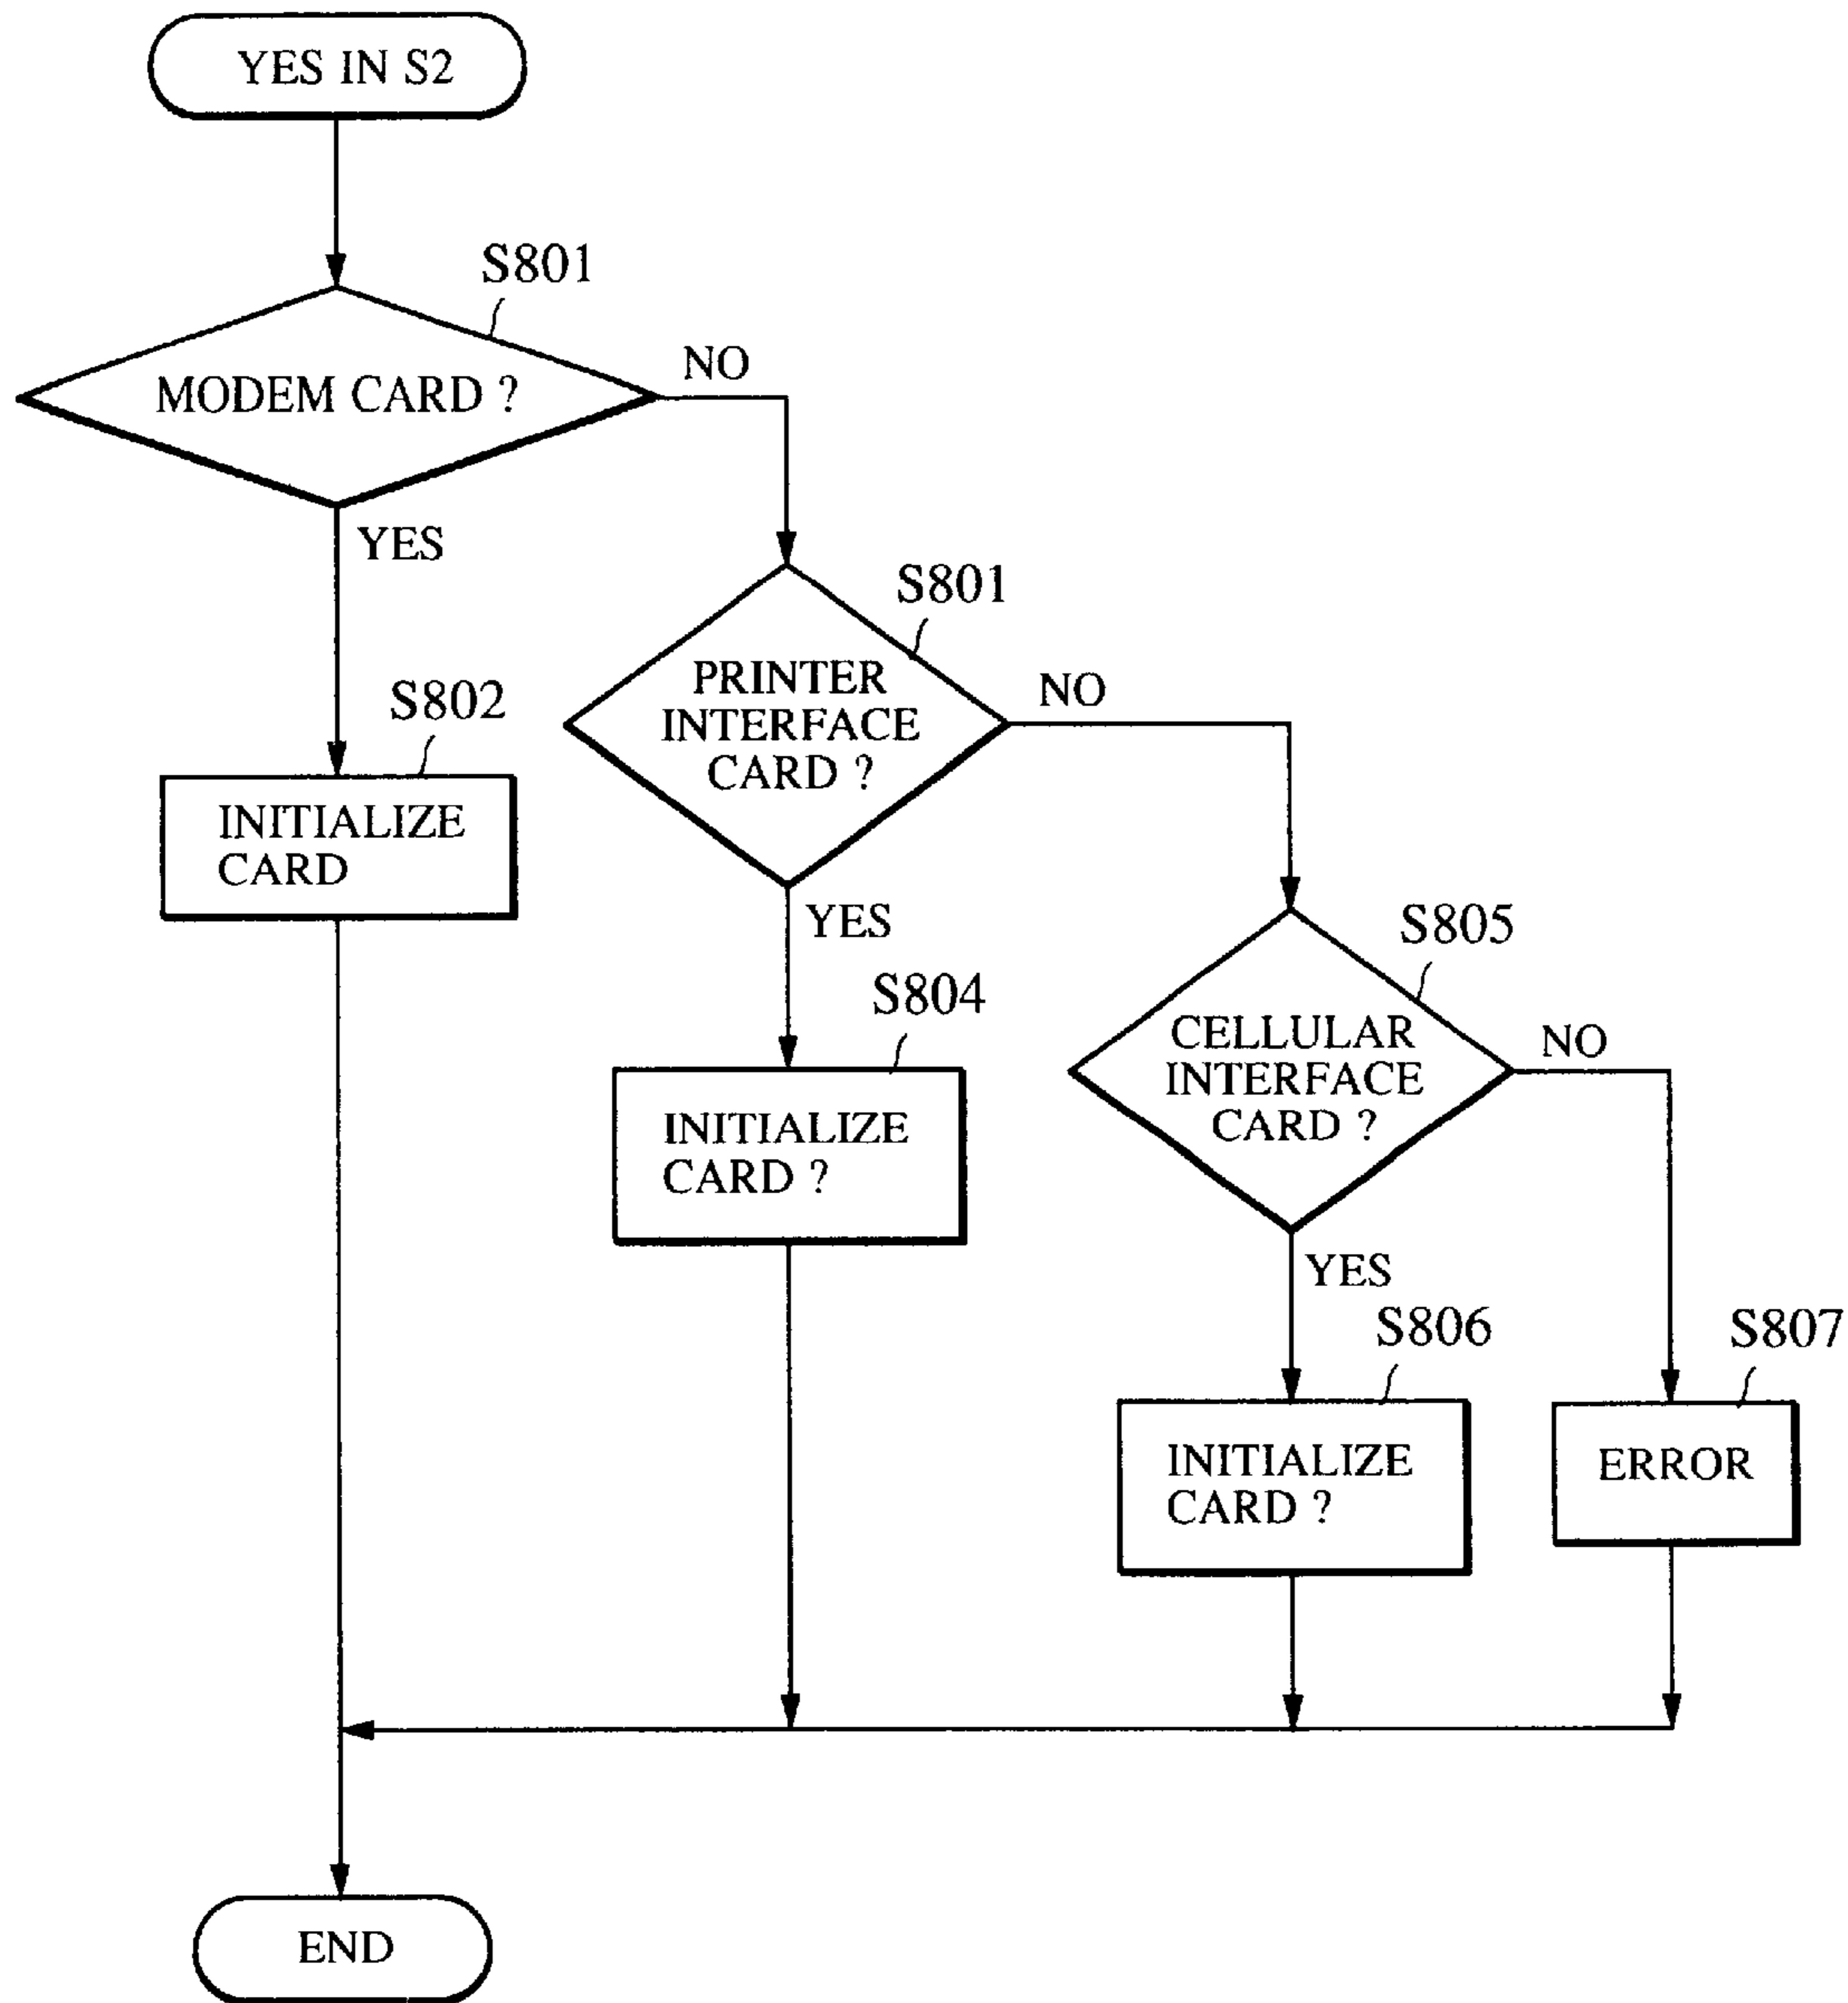 YES IN S2
S801
MODEM CARD ?
NO
YES
S801
PRINTER
INTERFACE
CARD ?
NO
YES
S802
INITIALIZE
CARD
S804
INITIALIZE
CARD ?
S805
CELLULAR
INTERFACE
CARD ?
NO
YES
S806
INITIALIZE
CARD ?
S807
ERROR
END